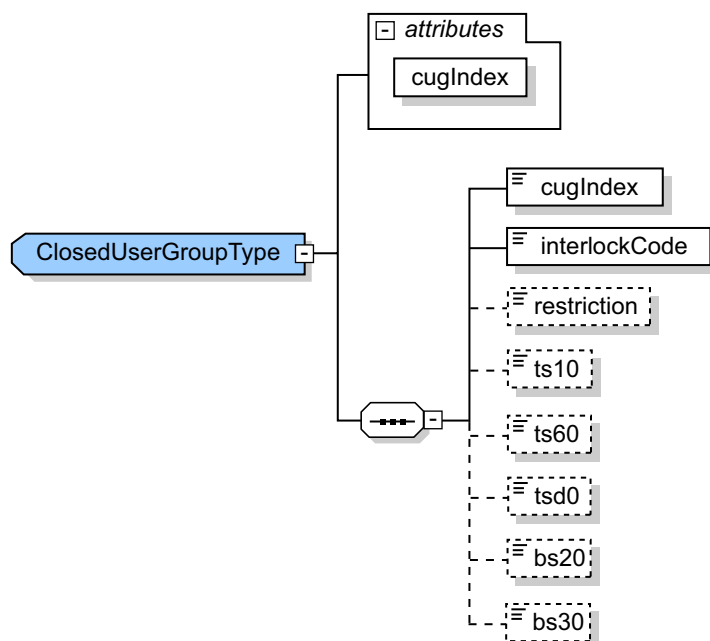 attributes
cugIndex
ClosedUserGroupType
cugIndex
interlockCode
restriction
ts10
ts60
tsd0
bs20
bs30